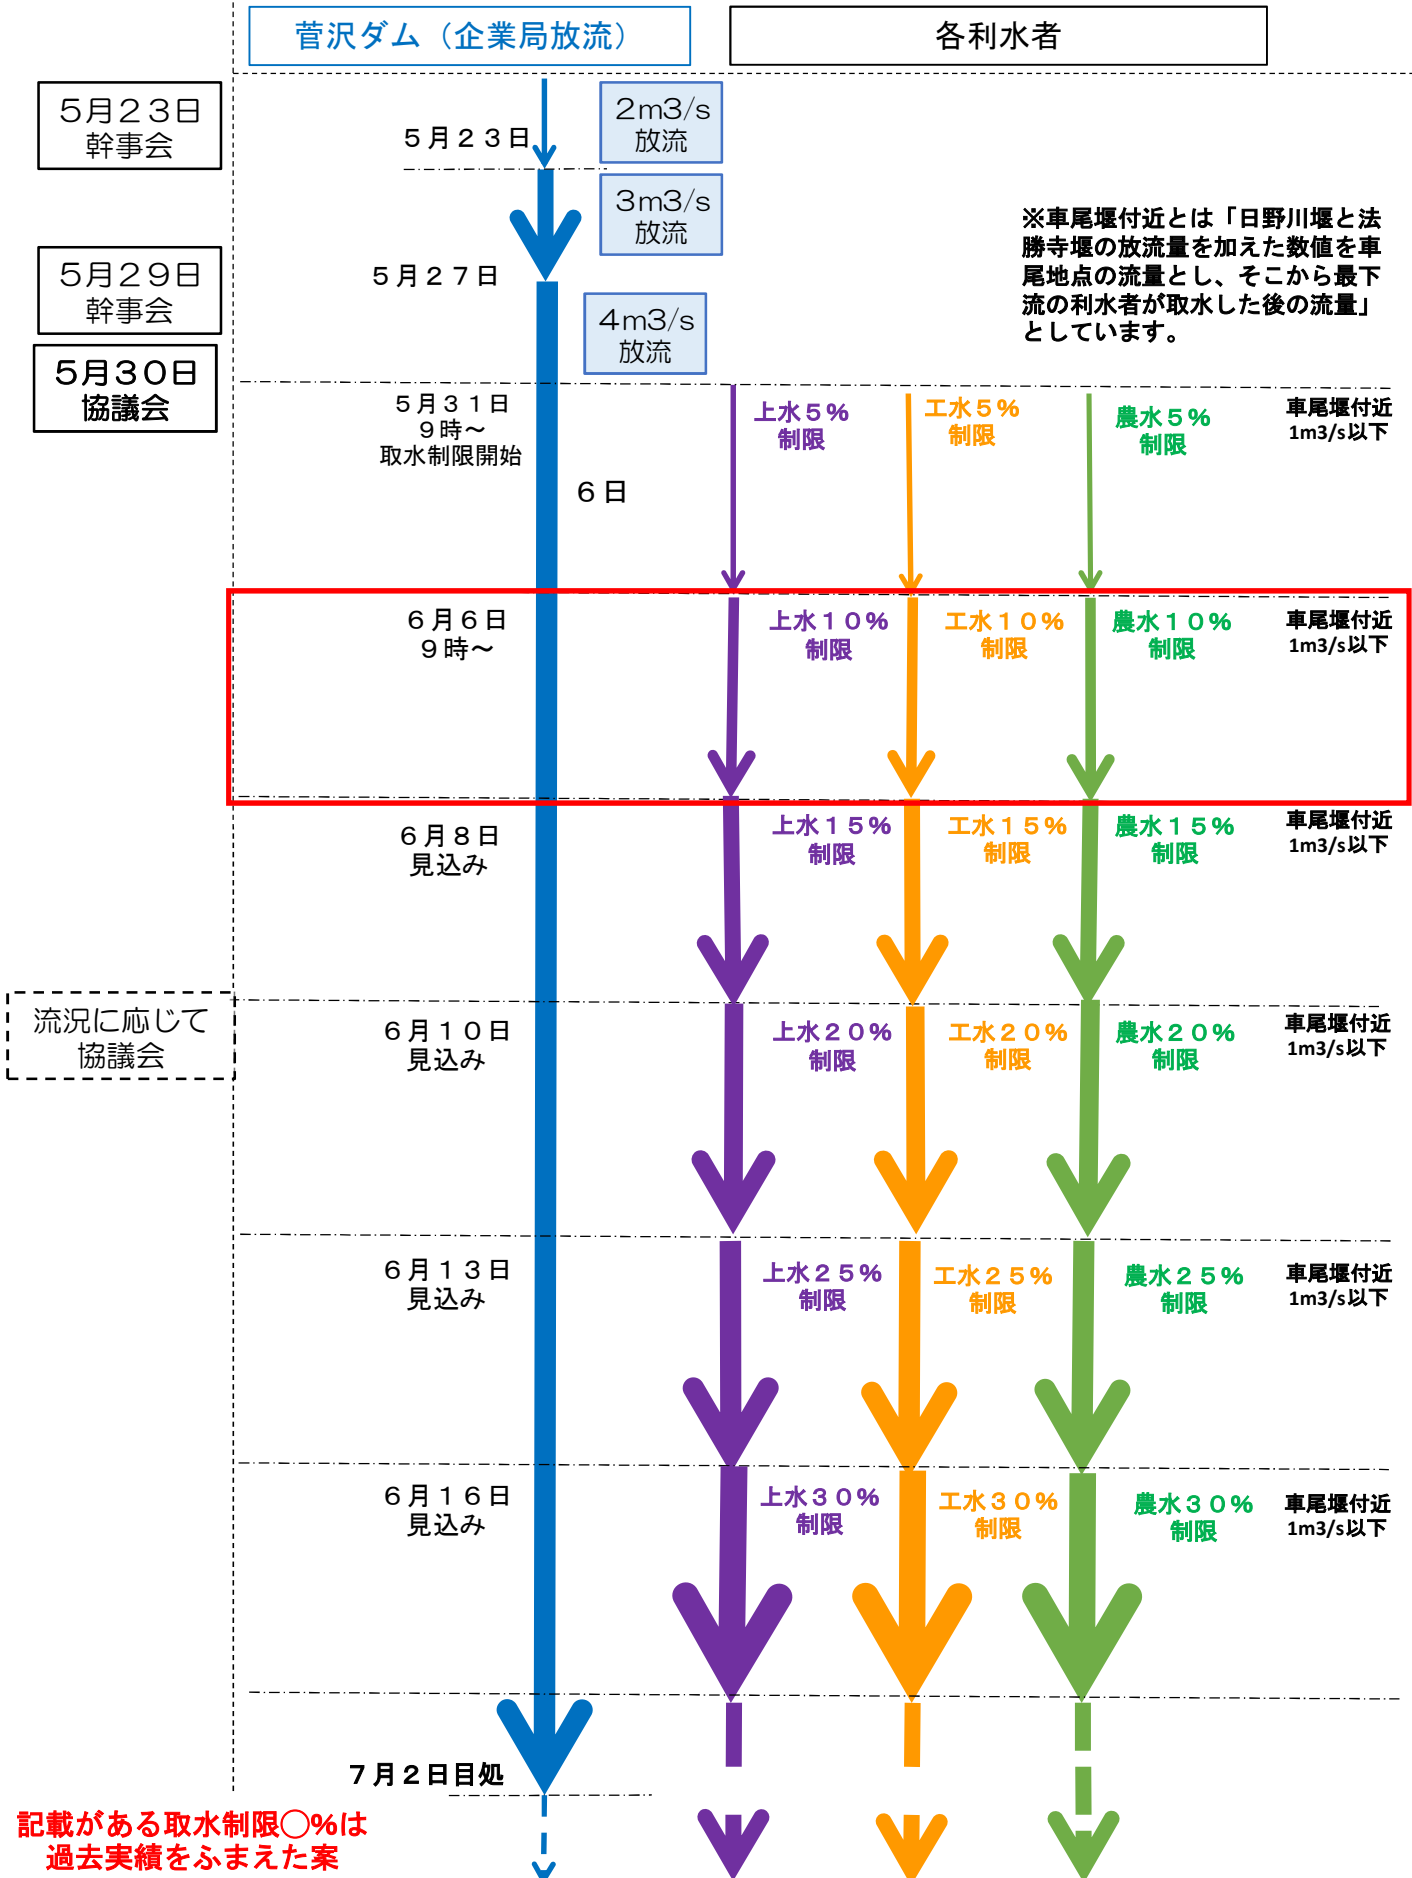 菅沢ダム（企業局放流）
各利水者
５月２３日
幹事会
５月２３日
２m3/s
放流
３m3/s
放流
※車尾堰付近とは「日野川堰と法
勝寺堰の放流量を加えた数値を車
尾地点の流量とし、そこから最下
流の利水者が取水した後の流量」
としています。
５月２９日
幹事会
５月２７日
４m3/s
放流
５月３０日
協議会
５月３１日
９時～
取水制限開始
６日
上水５%
制限
工水５%
制限
農水５%
制限
車尾堰付近
1m3/s以下
６月６日
９時～
上水１０%
制限
工水１０%
制限
農水１０%
制限
車尾堰付近
1m3/s以下
６月８日
見込み
上水１５%
制限
工水１５%
制限
農水１５%
制限
車尾堰付近
1m3/s以下
流況に応じて
協議会
６月１０日
見込み
上水２０%
制限
工水２０%
制限
農水２０%
制限
車尾堰付近
1m3/s以下
６月１３日
見込み
上水２５%
制限
工水２５%
制限
農水２５%
制限
車尾堰付近
1m3/s以下
６月１６日
見込み
上水３０%
制限
工水３０%
制限
農水３０%
制限
車尾堰付近
1m3/s以下
７月２日目処
記載がある取水制限○%は
過去実績をふまえた案